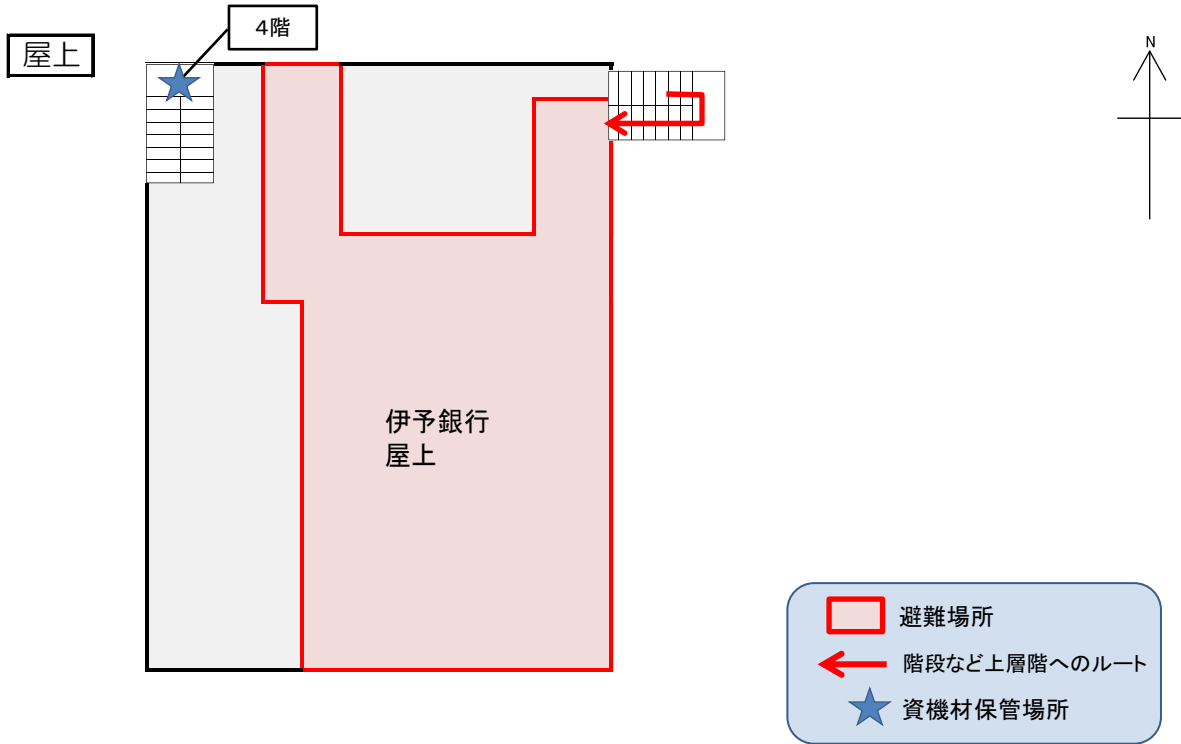 屋上
4階
N
伊予銀行
屋上
避難場所
階段など上層階へのルート
資機材保管場所